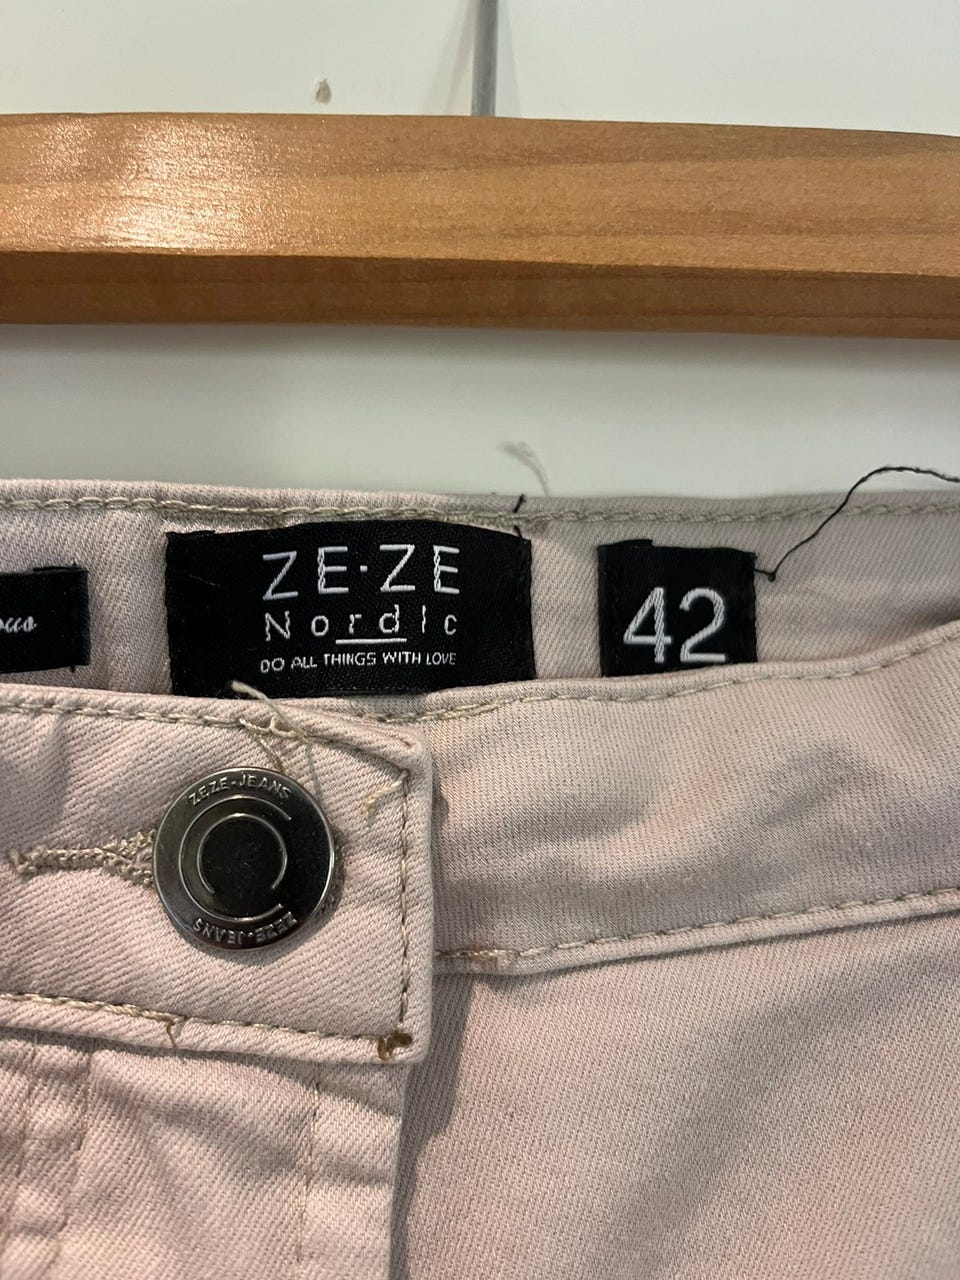 ZE·ZE
Nordic
DO ALL THINGS WITH LOVE
42
ZEZE-JEANS
ZEZE-JEANS